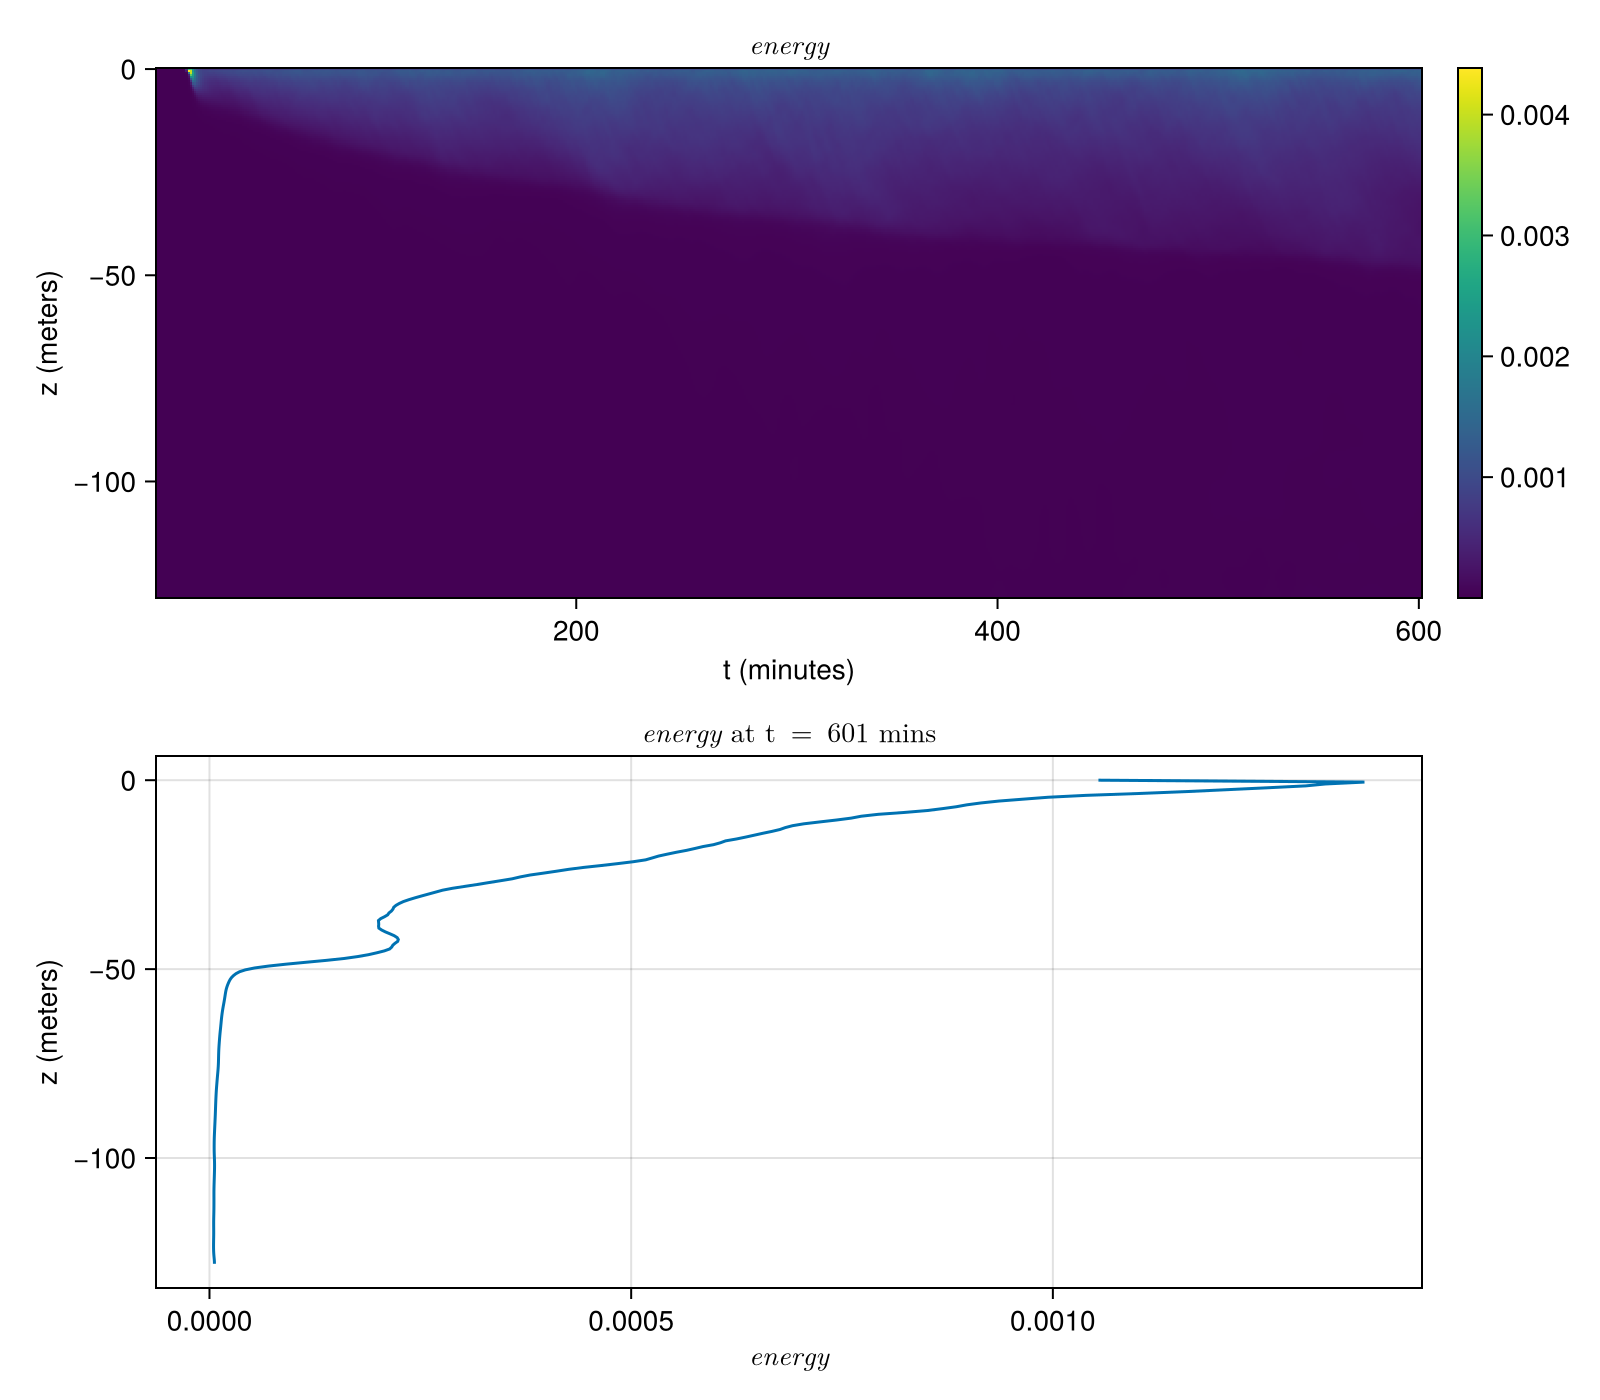 energy
0
−50
−100
z (meters)
200
400
600
t (minutes)
0.004
0.003
0.002
0.001
energy at t = 601 mins
0
−50
−100
z (meters)
0.0000
0.0005
0.0010
energy